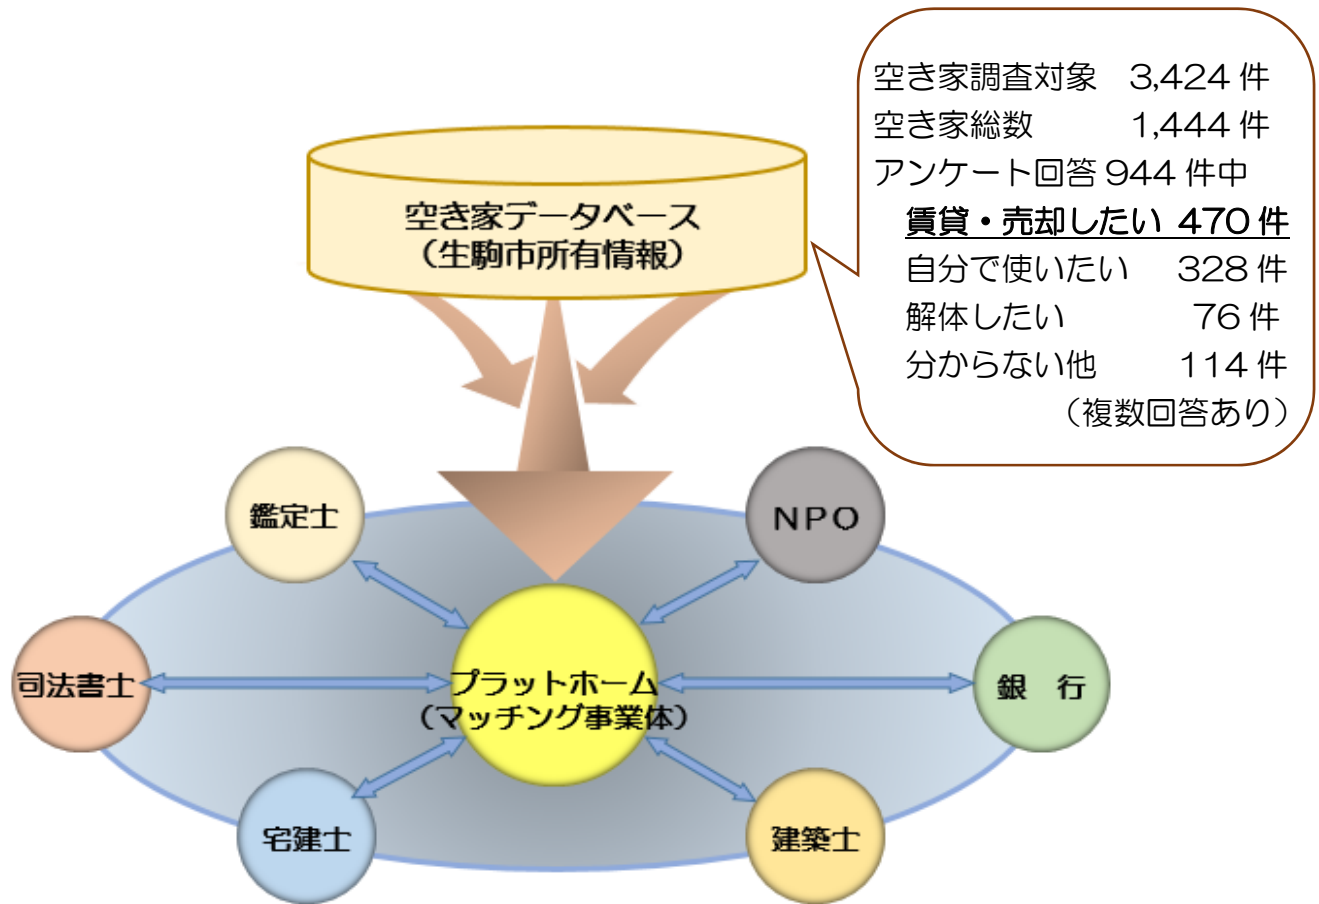 空き家調査対象 3,424 件
空き家総数 1,444 件
アンケート回答 944 件中
賃貸・売却したい 470 件
自分で使いたい 328 件
解体したい 76 件
分からない他 114 件
（複数回答あり）
空き家データベース
（生駒市所有情報）
鑑定士
ＮＰＯ
司法書士
プラットホーム
（マッチング事業体）
銀　行
宅建士
建築士